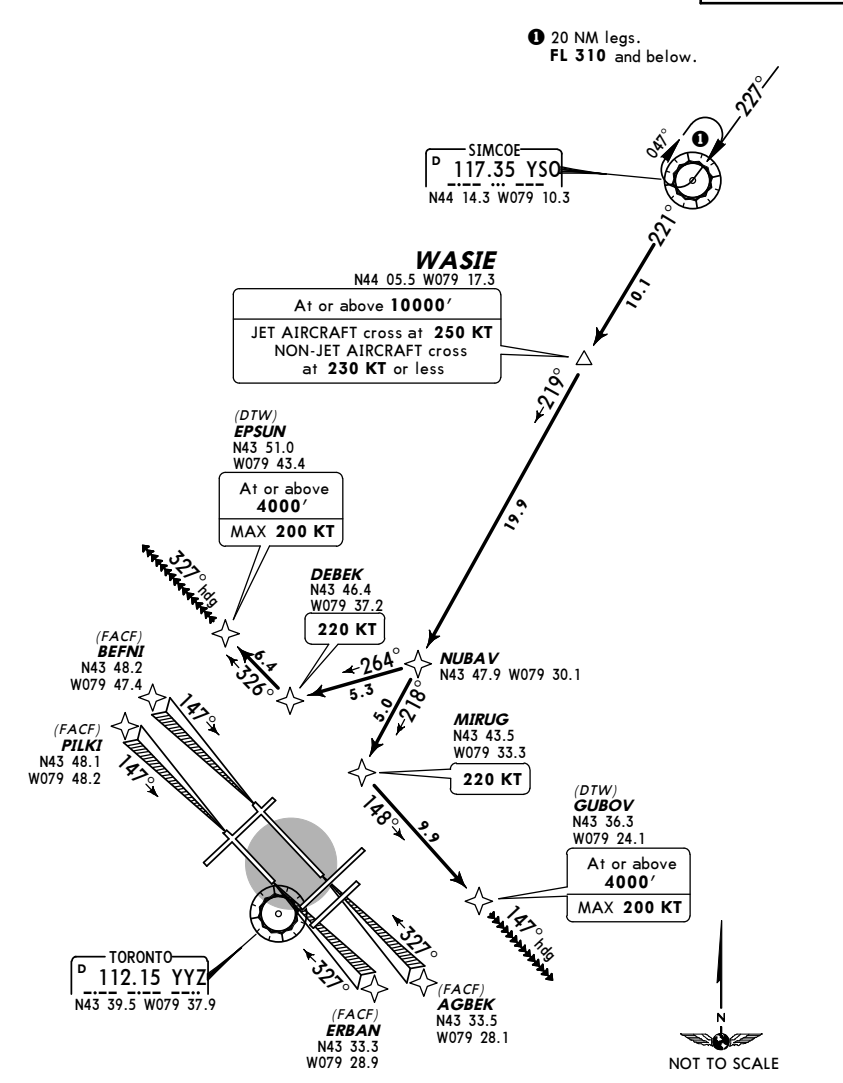 ❶ 20 NM legs.
FL 310 and below.
227°
047°
❶
SIMCOE
D 117.35 YSO
N44 14.3 W079 10.3
221°
10.1
WASIE
N44 05.5 W079 17.3
At or above 10000'
JET AIRCRAFT cross at 250 KT
NON-JET AIRCRAFT cross
at 230 KT or less
219°
19.9
(DTW)
EPSUN
N43 51.0
W079 43.4
At or above
4000'
MAX 200 KT
327° hdg
DEBEK
N43 46.4
W079 37.2
220 KT
6.4
326°
264°
5.3
NUBAV
N43 47.9 W079 30.1
5.0
218°
(FACF)
BEFNI
N43 48.2
W079 47.4
147°
(FACF)
PILKI
N43 48.1
W079 48.2
147°
MIRUG
N43 43.5
W079 33.3
220 KT
148°
9.9
(DTW)
GUBOV
N43 36.3
W079 24.1
At or above
4000'
MAX 200 KT
147° hdg
TORONTO
D 112.15 YYZ
N43 39.5 W079 37.9
327°
327°
(FACF)
AGBEK
N43 33.5
W079 28.1
(FACF)
ERBAN
N43 33.3
W079 28.9
N
NOT TO SCALE